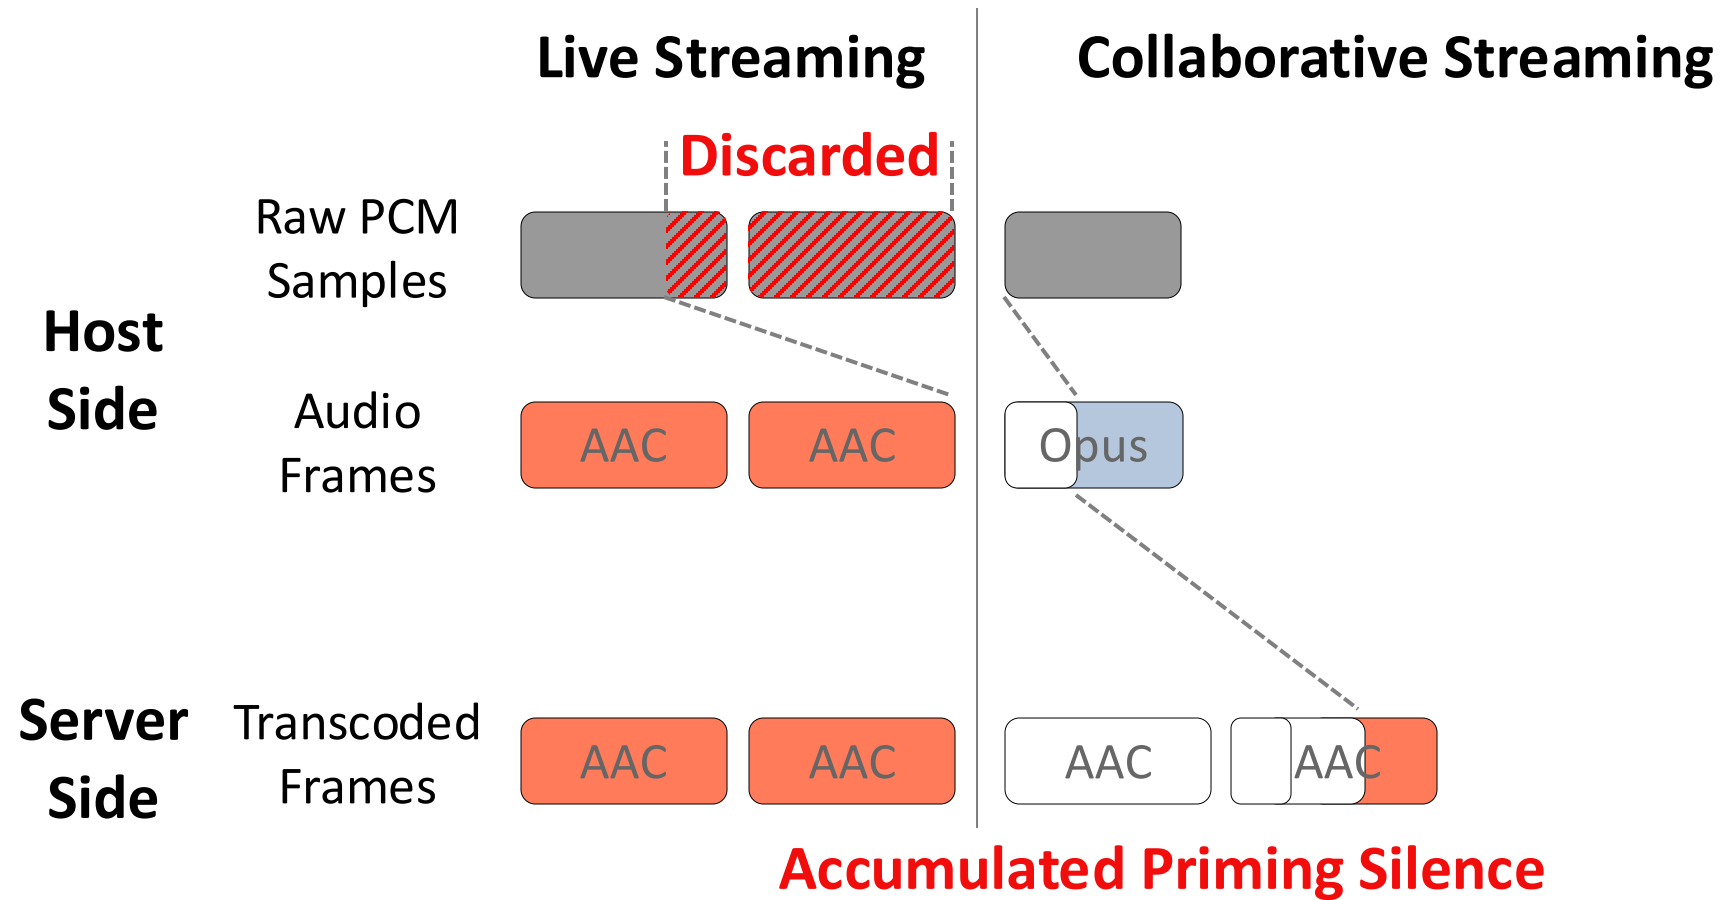 Live Streaming
Collaborative Streaming
Discarded
Raw PCM
Samples
Host
Side
Audio
Frames
AAC
AAC
Opus
Server
Side
Transcoded
Frames
AAC
AAC
AAC
AAC
Accumulated Priming Silence